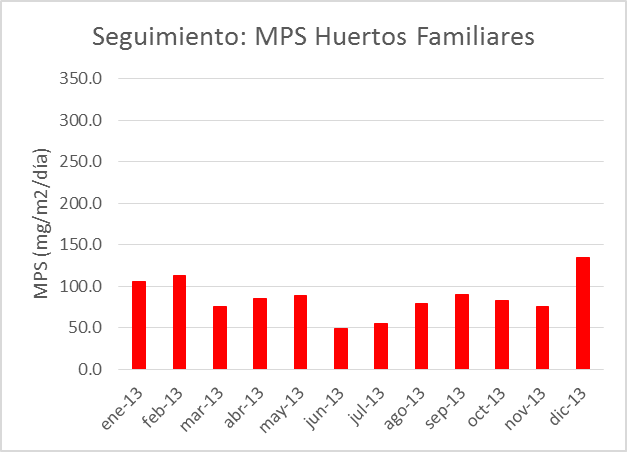 Seguimiento: MPS Huertos Familiares
MPS (mg/m2/día)
350.0
300.0
250.0
200.0
150.0
100.0
50.0
0.0
ene-13
feb-13
mar-13
abr-13
may-13
jun-13
jul-13
ago-13
sep-13
oct-13
nov-13
dic-13